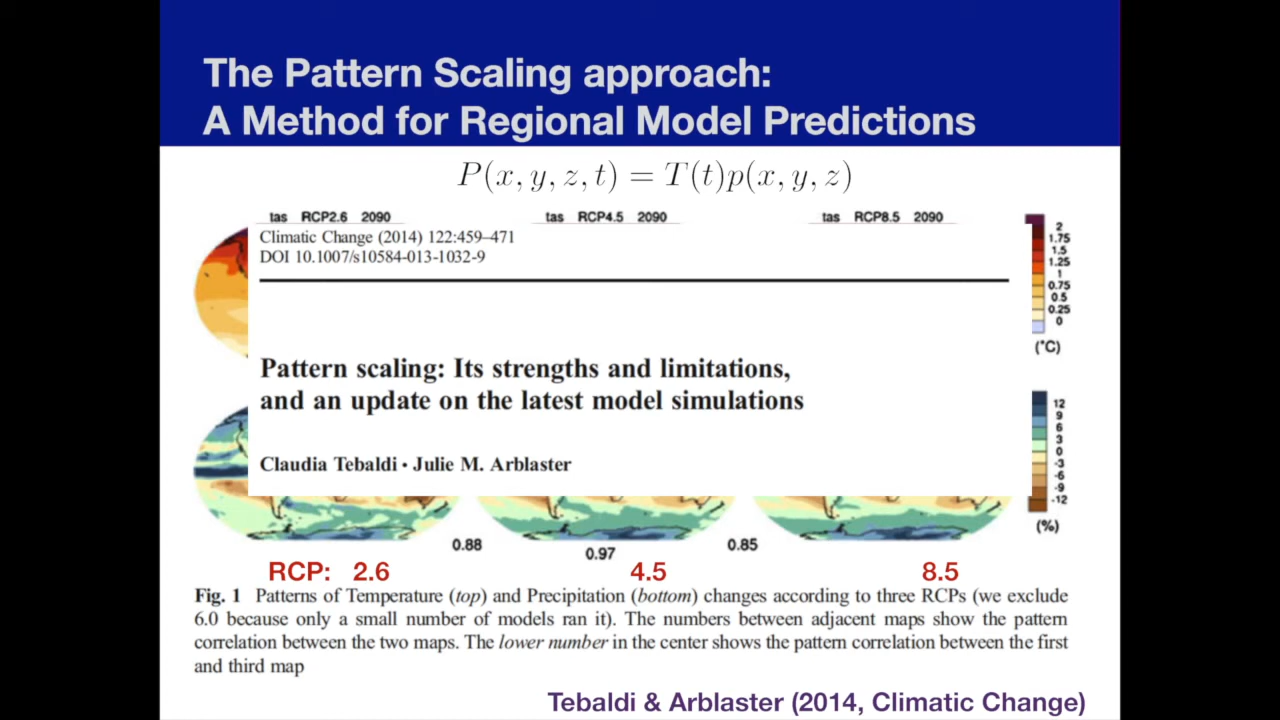 The Pattern Scaling approach:
A Method for Regional Model Predictions
P(x, y, z, t) = T(t)p(x, y, z)
tas RCP2.6 2090
tas RCP4.5 2090
tas RCP8.5 2090
Climatic Change (2014) 122:459–471
DOI 10.1007/s10584-013-1032-9
2
1.75
1.5
1.25
1
0.75
0.5
0.25
0
(°C)
Pattern scaling: Its strengths and limitations,
and an update on the latest model simulations
Claudia Tebaldi • Julie M. Arblaster
12
9
6
3
0
-3
-6
-9
-12
(%)
0.88
0.97
0.85
RCP: 2.6
4.5
8.5
Fig. 1 Patterns of Temperature (top) and Precipitation (bottom) changes according to three RCPs (we exclude
6.0 because only a small number of models ran it). The numbers between adjacent maps show the pattern
correlation between the two maps. The lower number in the center shows the pattern correlation between the first
and third map
Tebaldi & Arblaster (2014, Climatic Change)